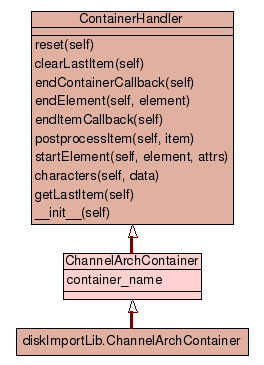 ContainerHandler
reset(self)
clearLastItem(self)
endContainerCallback(self)
endElement(self, element)
endItemCallback(self)
postprocessItem(self, item)
startElement(self, element, attrs)
characters(self, data)
getLastItem(self)
__init__(self)
ChannelArchContainer
container_name
diskImportLib.ChannelArchContainer